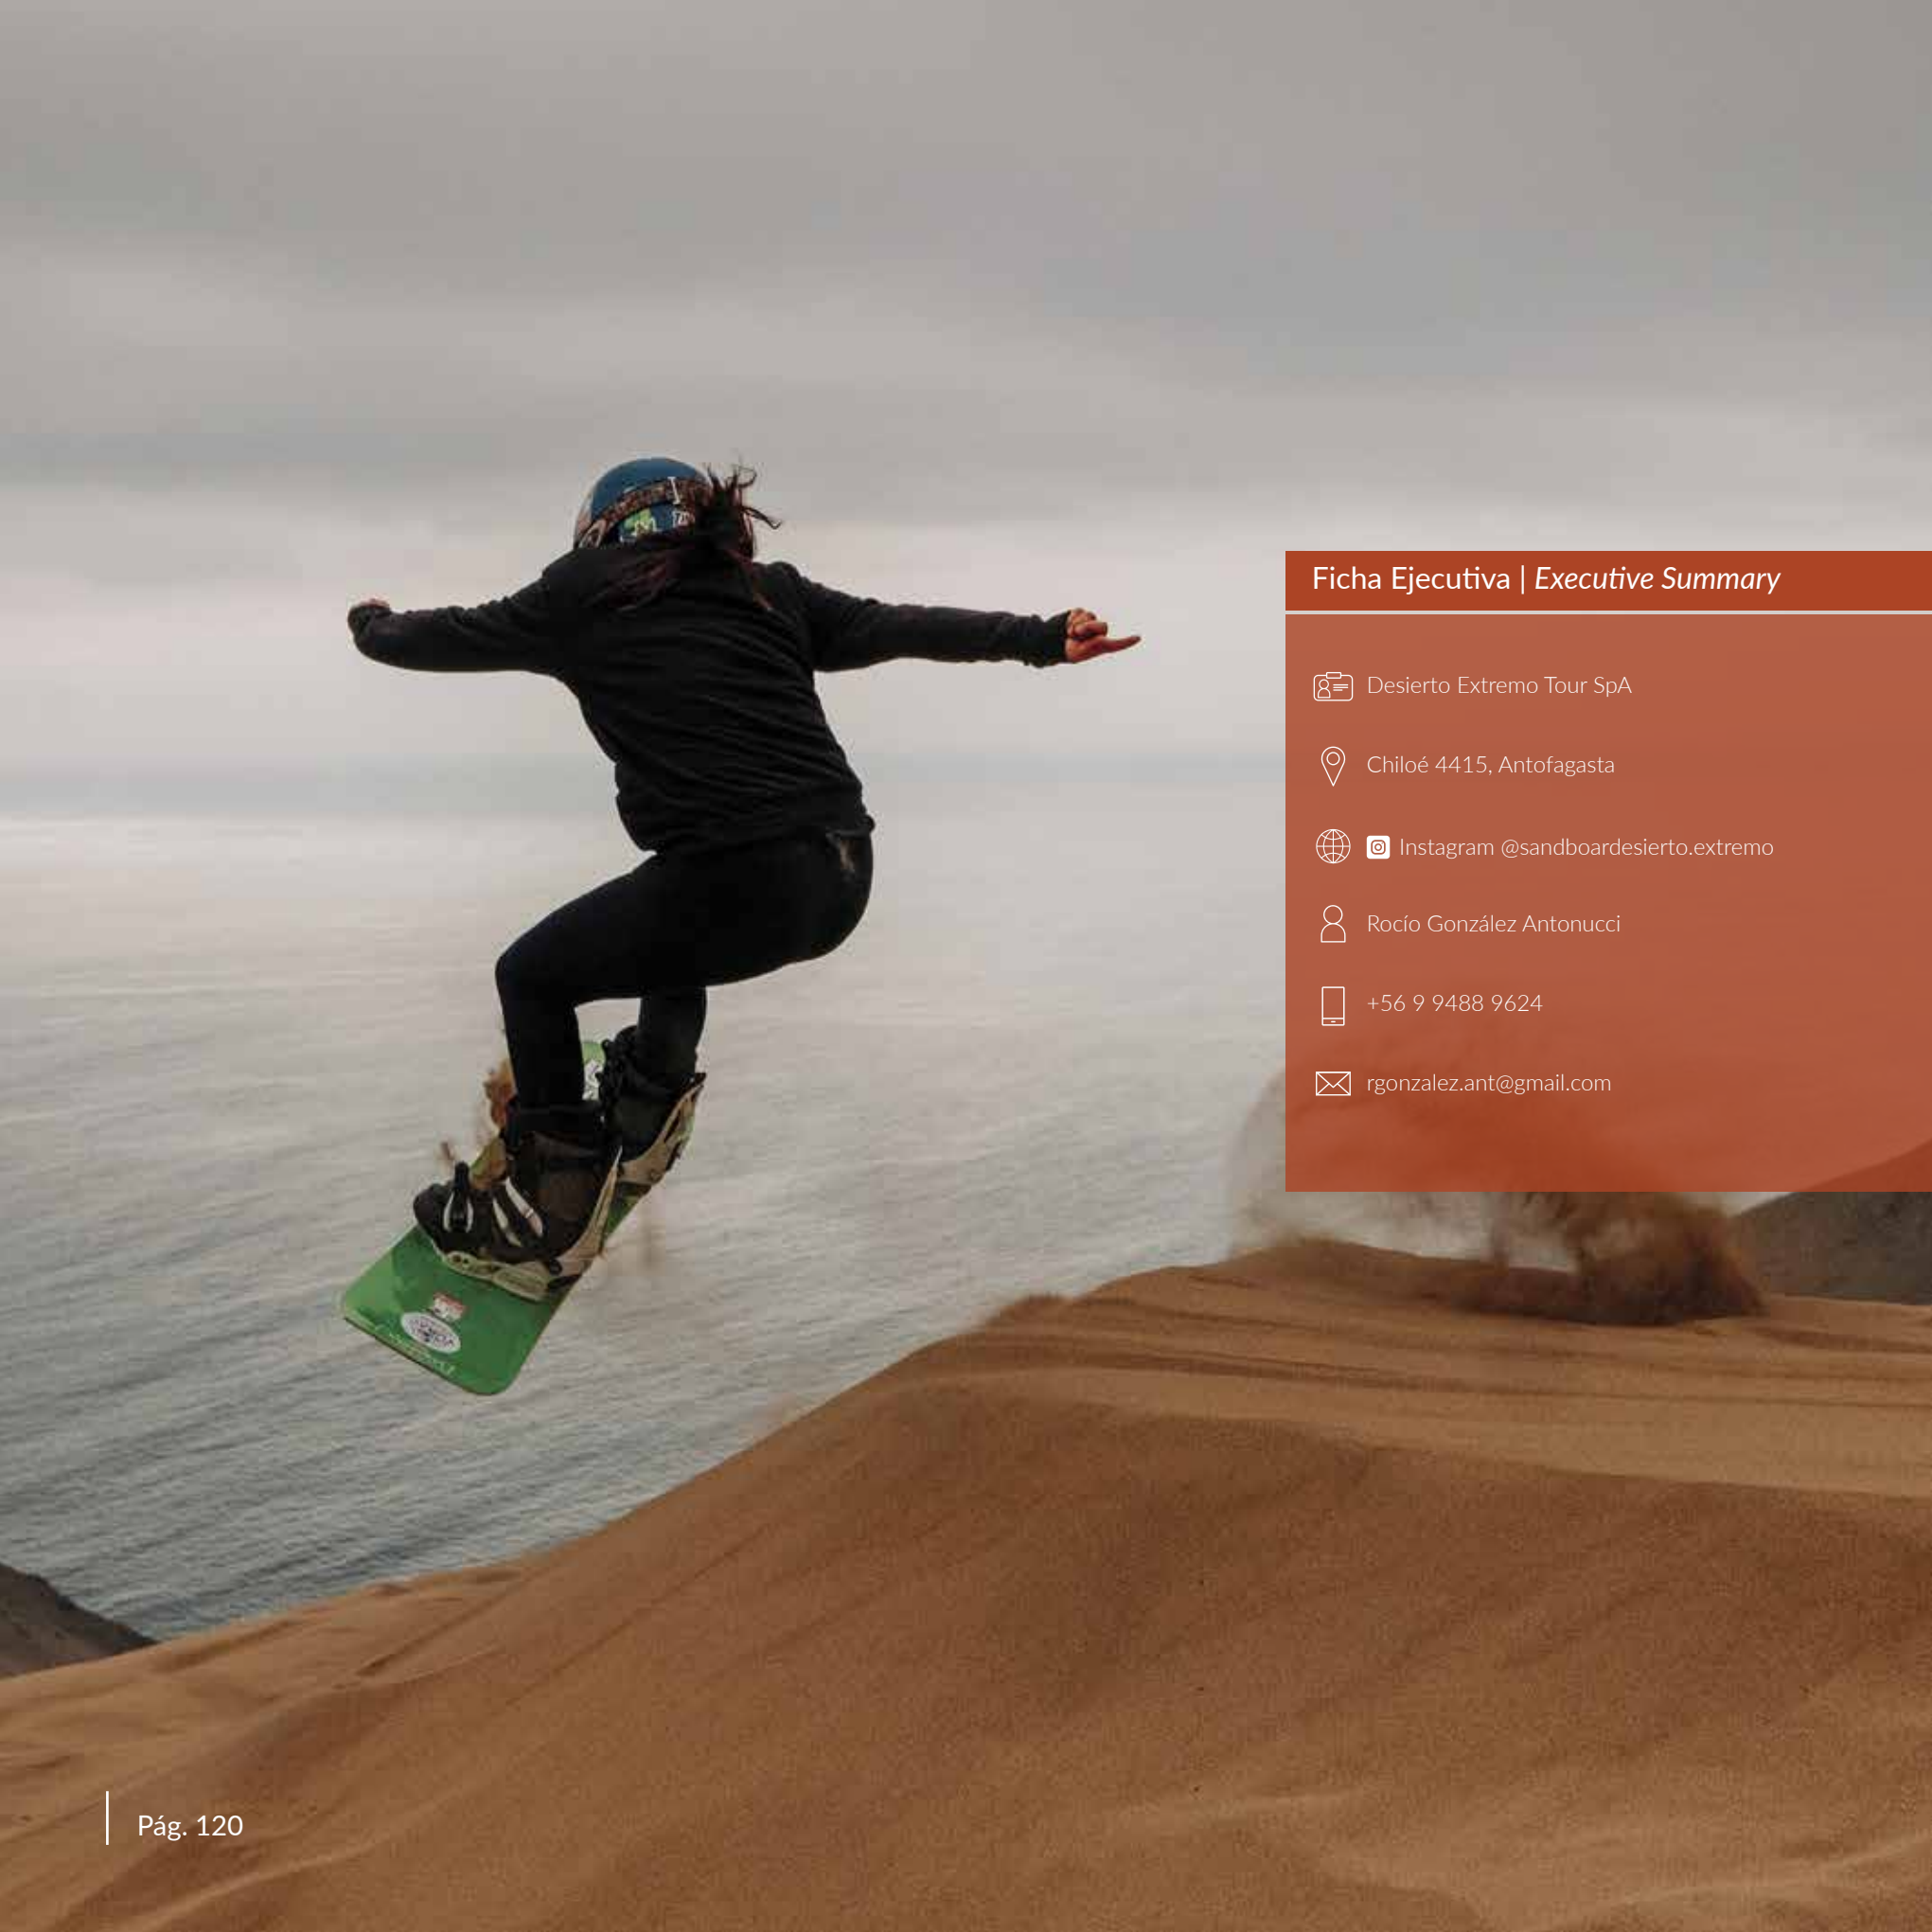 Ficha Ejecutiva | Executive Summary
Desierto Extremo Tour SpA
Chiloé 4415, Antofagasta
Instagram @sandboardesierto.extremo
Rocío González Antonucci
+56 9 9488 9624
rgonzalez.ant@gmail.com
Pág. 120